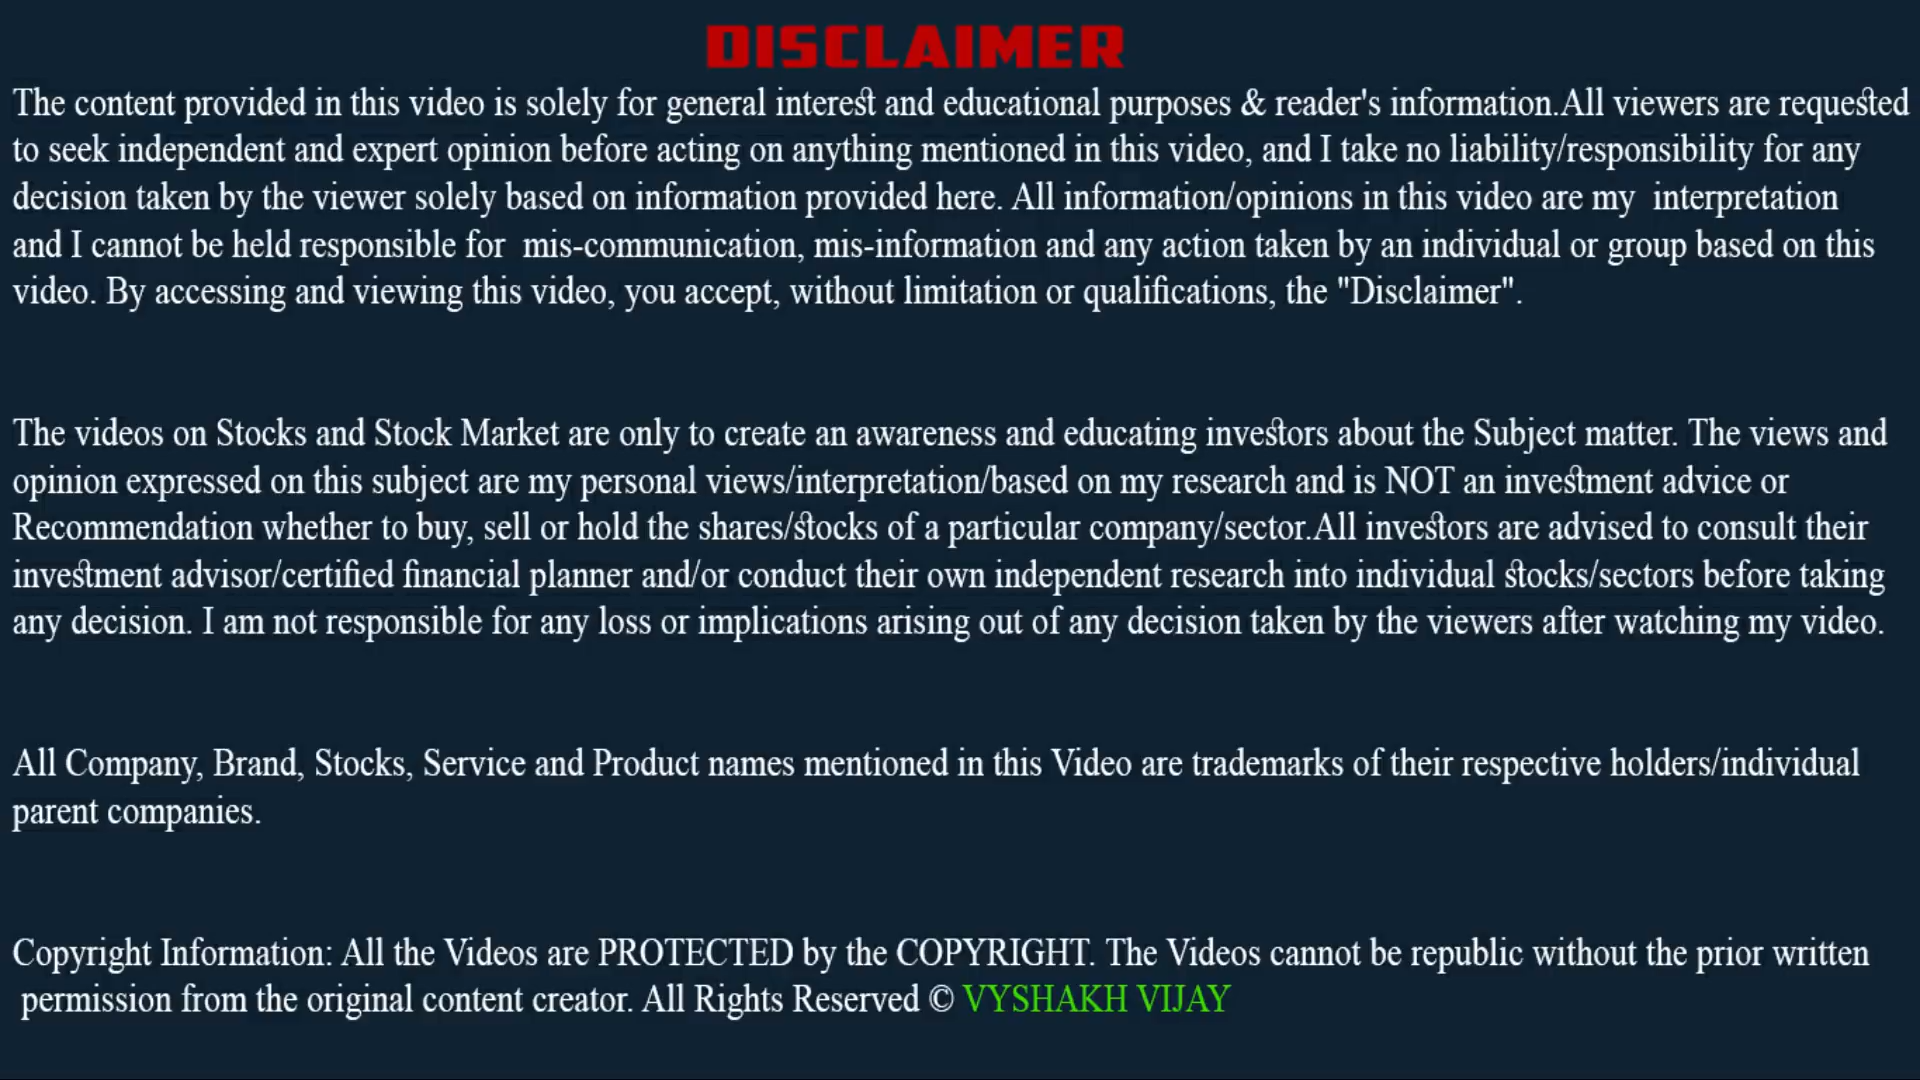 DISCLAIMER
The content provided in this video is solely for general interest and educational purposes & reader's information.All viewers are requested
to seek independent and expert opinion before acting on anything mentioned in this video, and I take no liability/responsibility for any
decision taken by the viewer solely based on information provided here. All information/opinions in this video are my  interpretation
and I cannot be held responsible for  mis-communication, mis-information and any action taken by an individual or group based on this
video. By accessing and viewing this video, you accept, without limitation or qualifications, the "Disclaimer".
The videos on Stocks and Stock Market are only to create an awareness and educating investors about the Subject matter. The views and
opinion expressed on this subject are my personal views/interpretation/based on my research and is NOT an investment advice or
Recommendation whether to buy, sell or hold the shares/stocks of a particular company/sector.All investors are advised to consult their
investment advisor/certified financial planner and/or conduct their own independent research into individual stocks/sectors before taking
any decision. I am not responsible for any loss or implications arising out of any decision taken by the viewers after watching my video.
All Company, Brand, Stocks, Service and Product names mentioned in this Video are trademarks of their respective holders/individual
parent companies.
Copyright Information: All the Videos are PROTECTED by the COPYRIGHT. The Videos cannot be republic without the prior written
permission from the original content creator. All Rights Reserved © VYSHAKH VIJAY